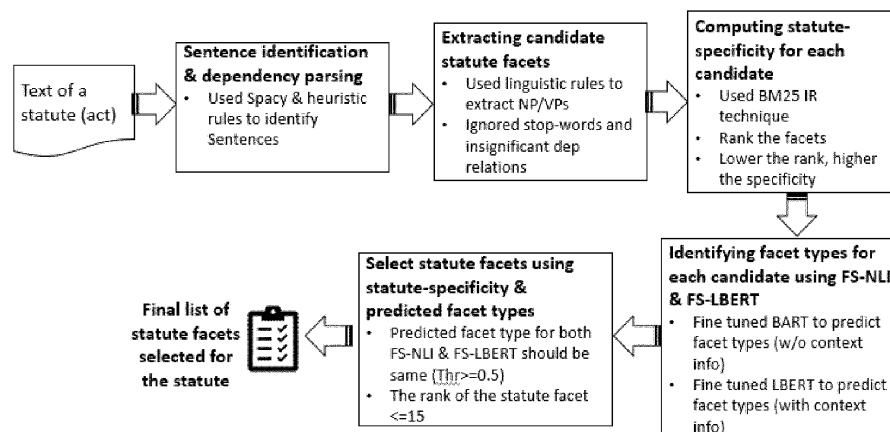 Text of a
statute (act)
Sentence identification
& dependency parsing
• Used Spacy & heuristic
rules to identify
Sentences
Extracting candidate
statute facets
• Used linguistic rules to
extract NP/VPs
• Ignored stop-words and
insignificant dep
relations
Computing statute-
specificity for each
candidate
• Used BM25 IR
technique
• Rank the facets
• Lower the rank, higher
the specificity
Identifying facet types for
each candidate using FS-NLI
& FS-LBERT
• Fine tuned BART to predict
facet types (w/o context
info)
• Fine tuned LBERT to predict
facet types (with context
info)
Select statute facets using
statute-specificity &
predicted facet types
• Predicted facet type for both
FS-NLI & FS-LBERT should be
same (Thr>=0.5)
• The rank of the statute facet
<=15
Final list of
statute facets
selected for
the statute